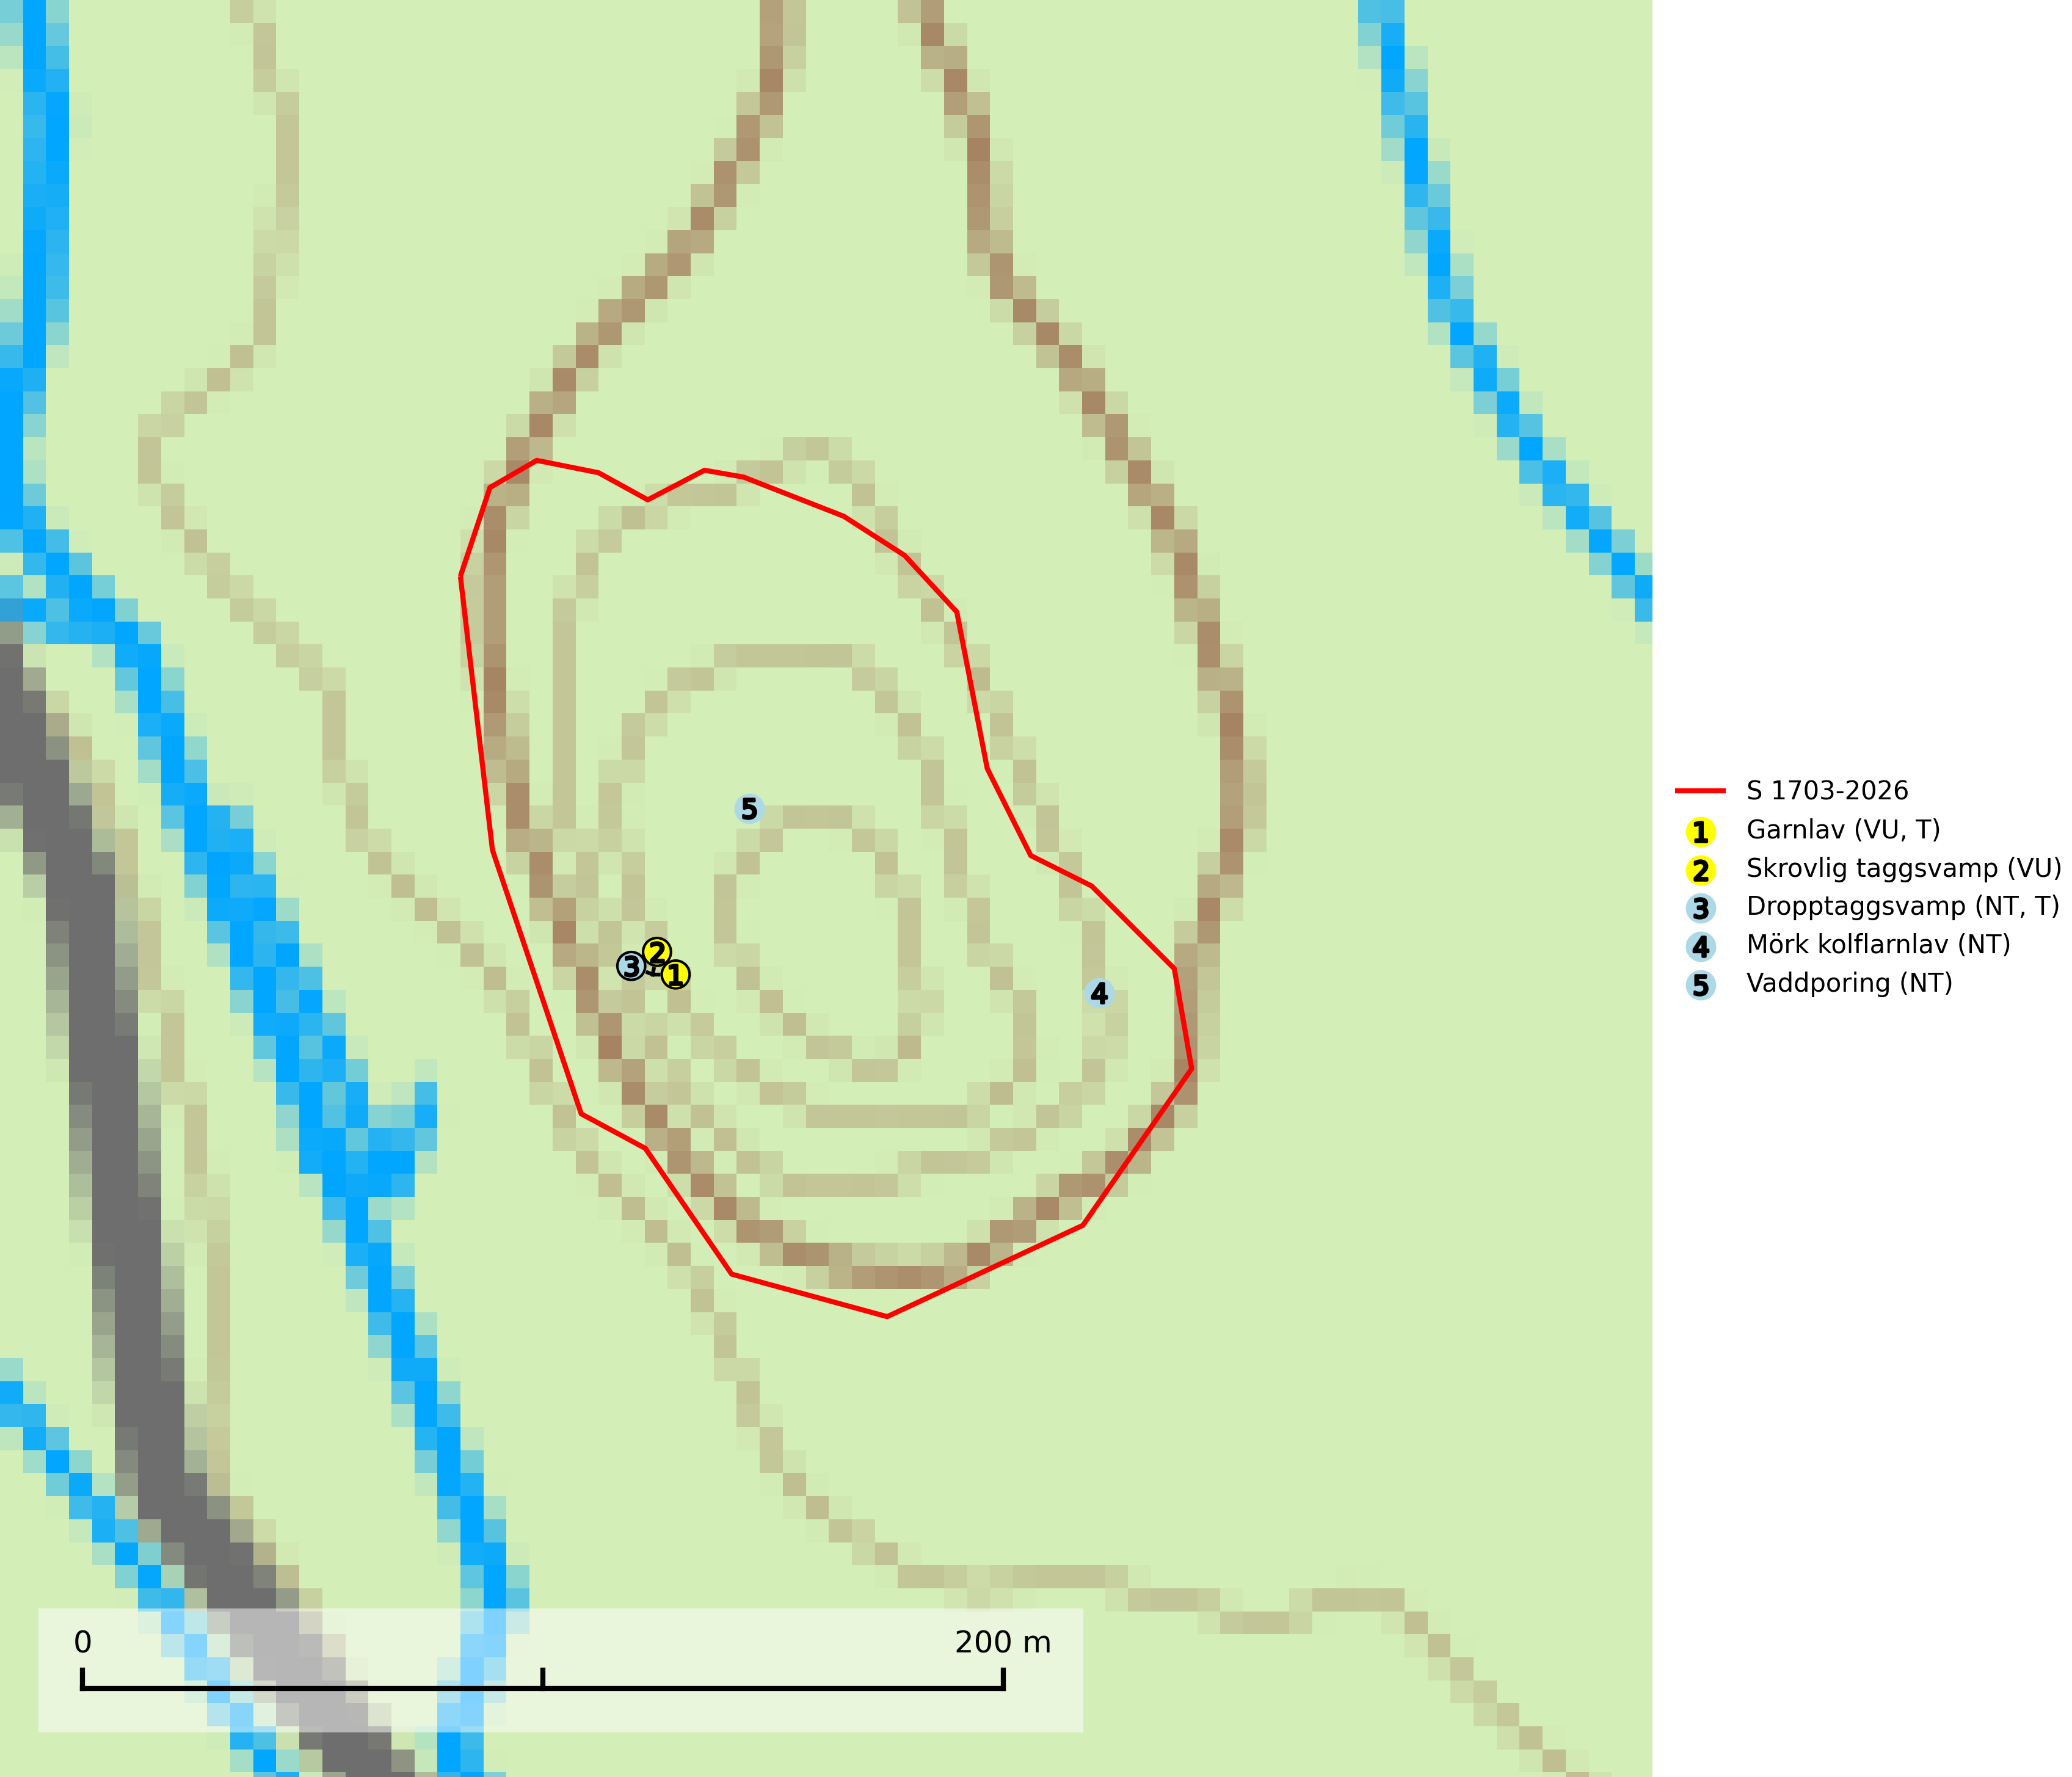 5
2
3
1
4
S 1703-2026
1 Garnlav (VU, T)
2 Skrovlig taggsvamp (VU)
3 Dropptaggsvamp (NT, T)
4 Mörk kolflarnlav (NT)
5 Vaddporing (NT)
0 200 m